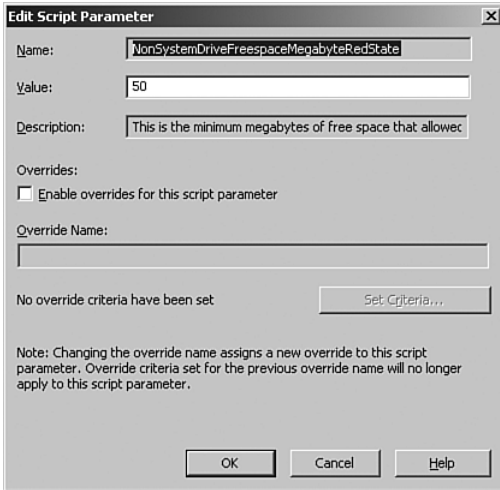 Edit Script Parameter
Name: NonSystemDriveFreespaceMegabyteRedState
Value: 50
Description: This is the minimum megabytes of free space that allowed
Overrides:
Enable overrides for this script parameter
Override Name:
No override criteria have been set Set Criteria...
Note: Changing the override name assigns a new override to this script
parameter. Override criteria set for the previous override name will no longer
apply to this script parameter.
OK Cancel Help